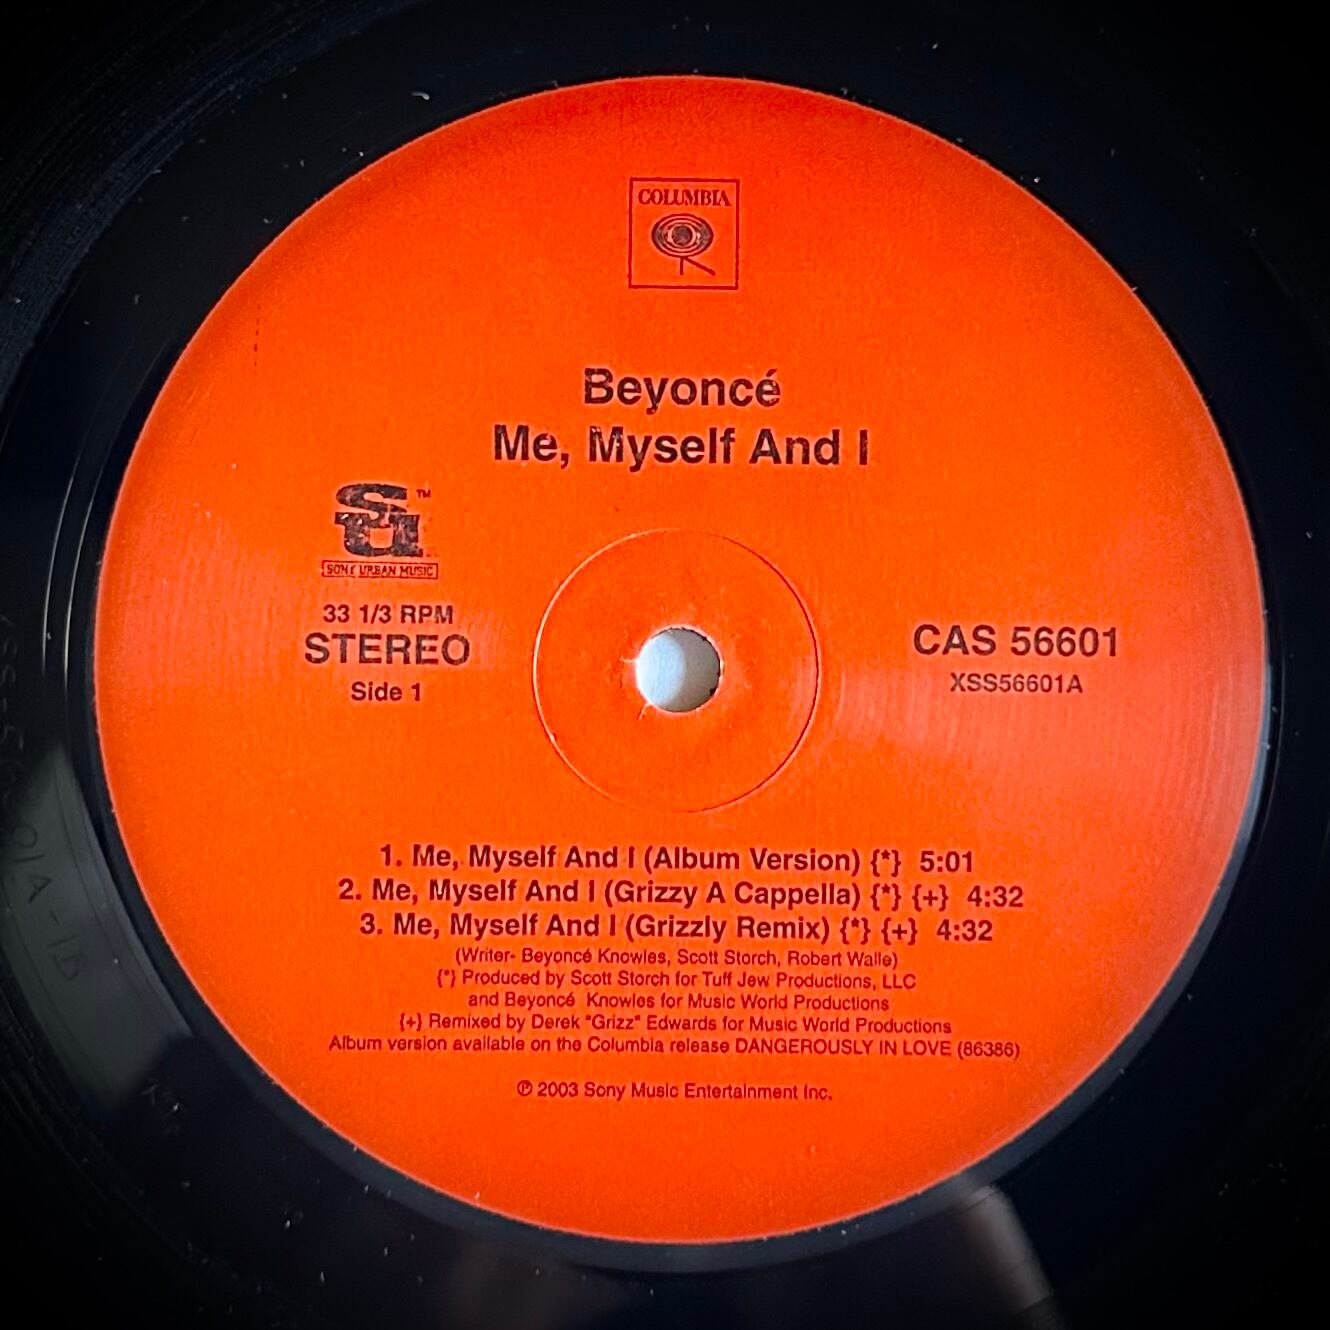 COLUMBIA
Beyoncé
Me, Myself And I
SU™
SONY URBAN MUSIC
33 1/3 RPM
STEREO
Side 1
CAS 56601
XSS56601A
1. Me, Myself And I (Album Version) {*} 5:01
2. Me, Myself And I (Grizzy A Cappella) {*} {+} 4:32
3. Me, Myself And I (Grizzly Remix) {*} {+} 4:32
(Writer- Beyoncé Knowles, Scott Storch, Robert Walle)
{*} Produced by Scott Storch for Tuff Jew Productions, LLC
and Beyoncé Knowles for Music World Productions
{+} Remixed by Derek "Grizz" Edwards for Music World Productions
Album version available on the Columbia release DANGEROUSLY IN LOVE (86386)
℗ 2003 Sony Music Entertainment Inc.